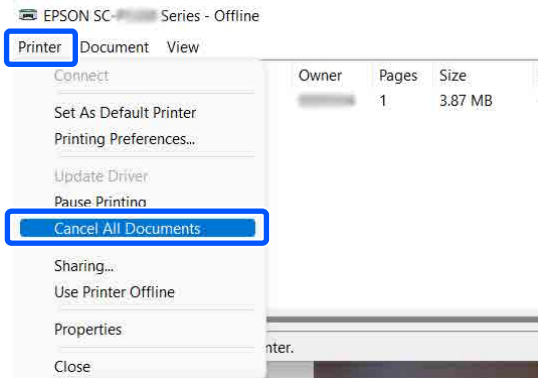 EPSON SC- Series - Offline
Printer Document View
Connect
Owner Pages Size
1 3.87 MB
Set As Default Printer
Printing Preferences...
Update Driver
Pause Printing
Cancel All Documents
Sharing...
Use Printer Offline
Properties
nter.
Close